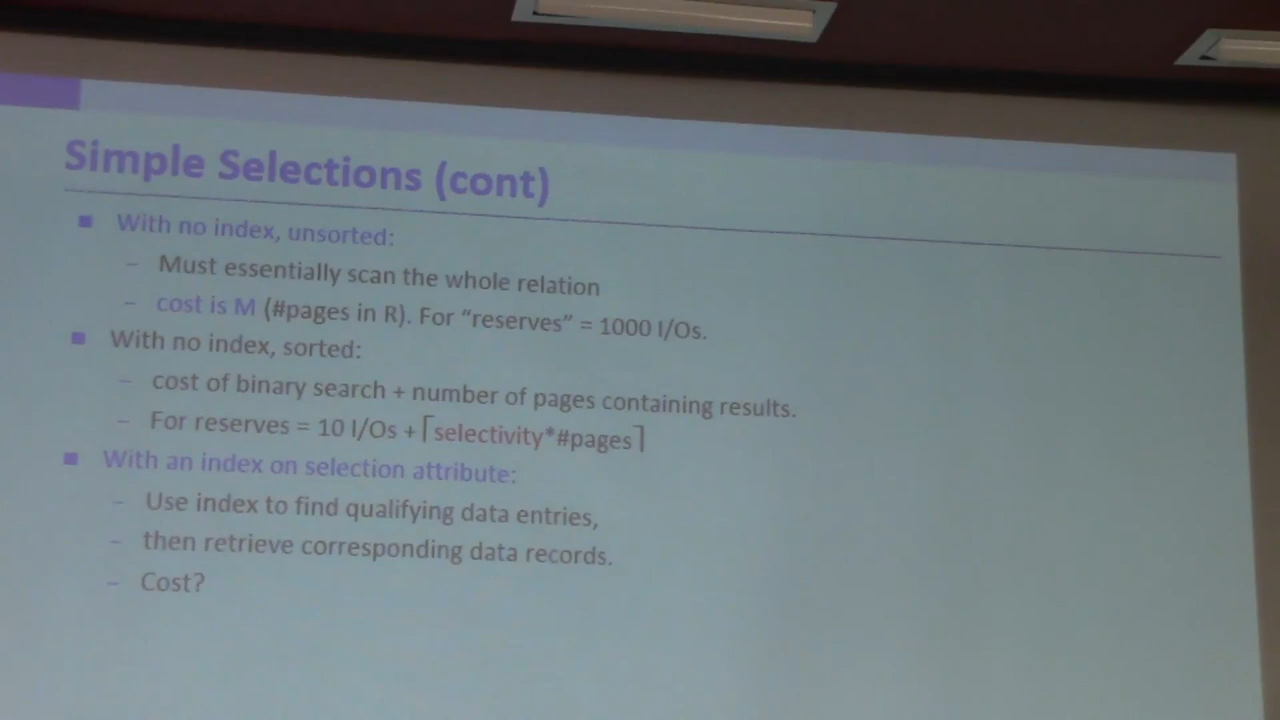 Simple Selections (cont)
■ With no index, unsorted:
– Must essentially scan the whole relation
– cost is M (#pages in R). For “reserves” = 1000 I/Os.
■ With no index, sorted:
– cost of binary search + number of pages containing results.
– For reserves = 10 I/Os + ⌈selectivity*#pages⌉
■ With an index on selection attribute:
– Use index to find qualifying data entries,
– then retrieve corresponding data records.
– Cost?